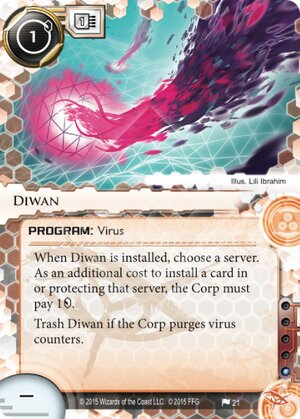 1
1
Illus. Lili Ibrahim
Diwan
PROGRAM: Virus
When Diwan is installed, choose a server.
As an additional cost to install a card in
or protecting that server, the Corp must
pay 1.
Trash Diwan if the Corp purges virus
counters.
–
© 2015 Wizards of the Coast LLC. © 2015 FFG
21